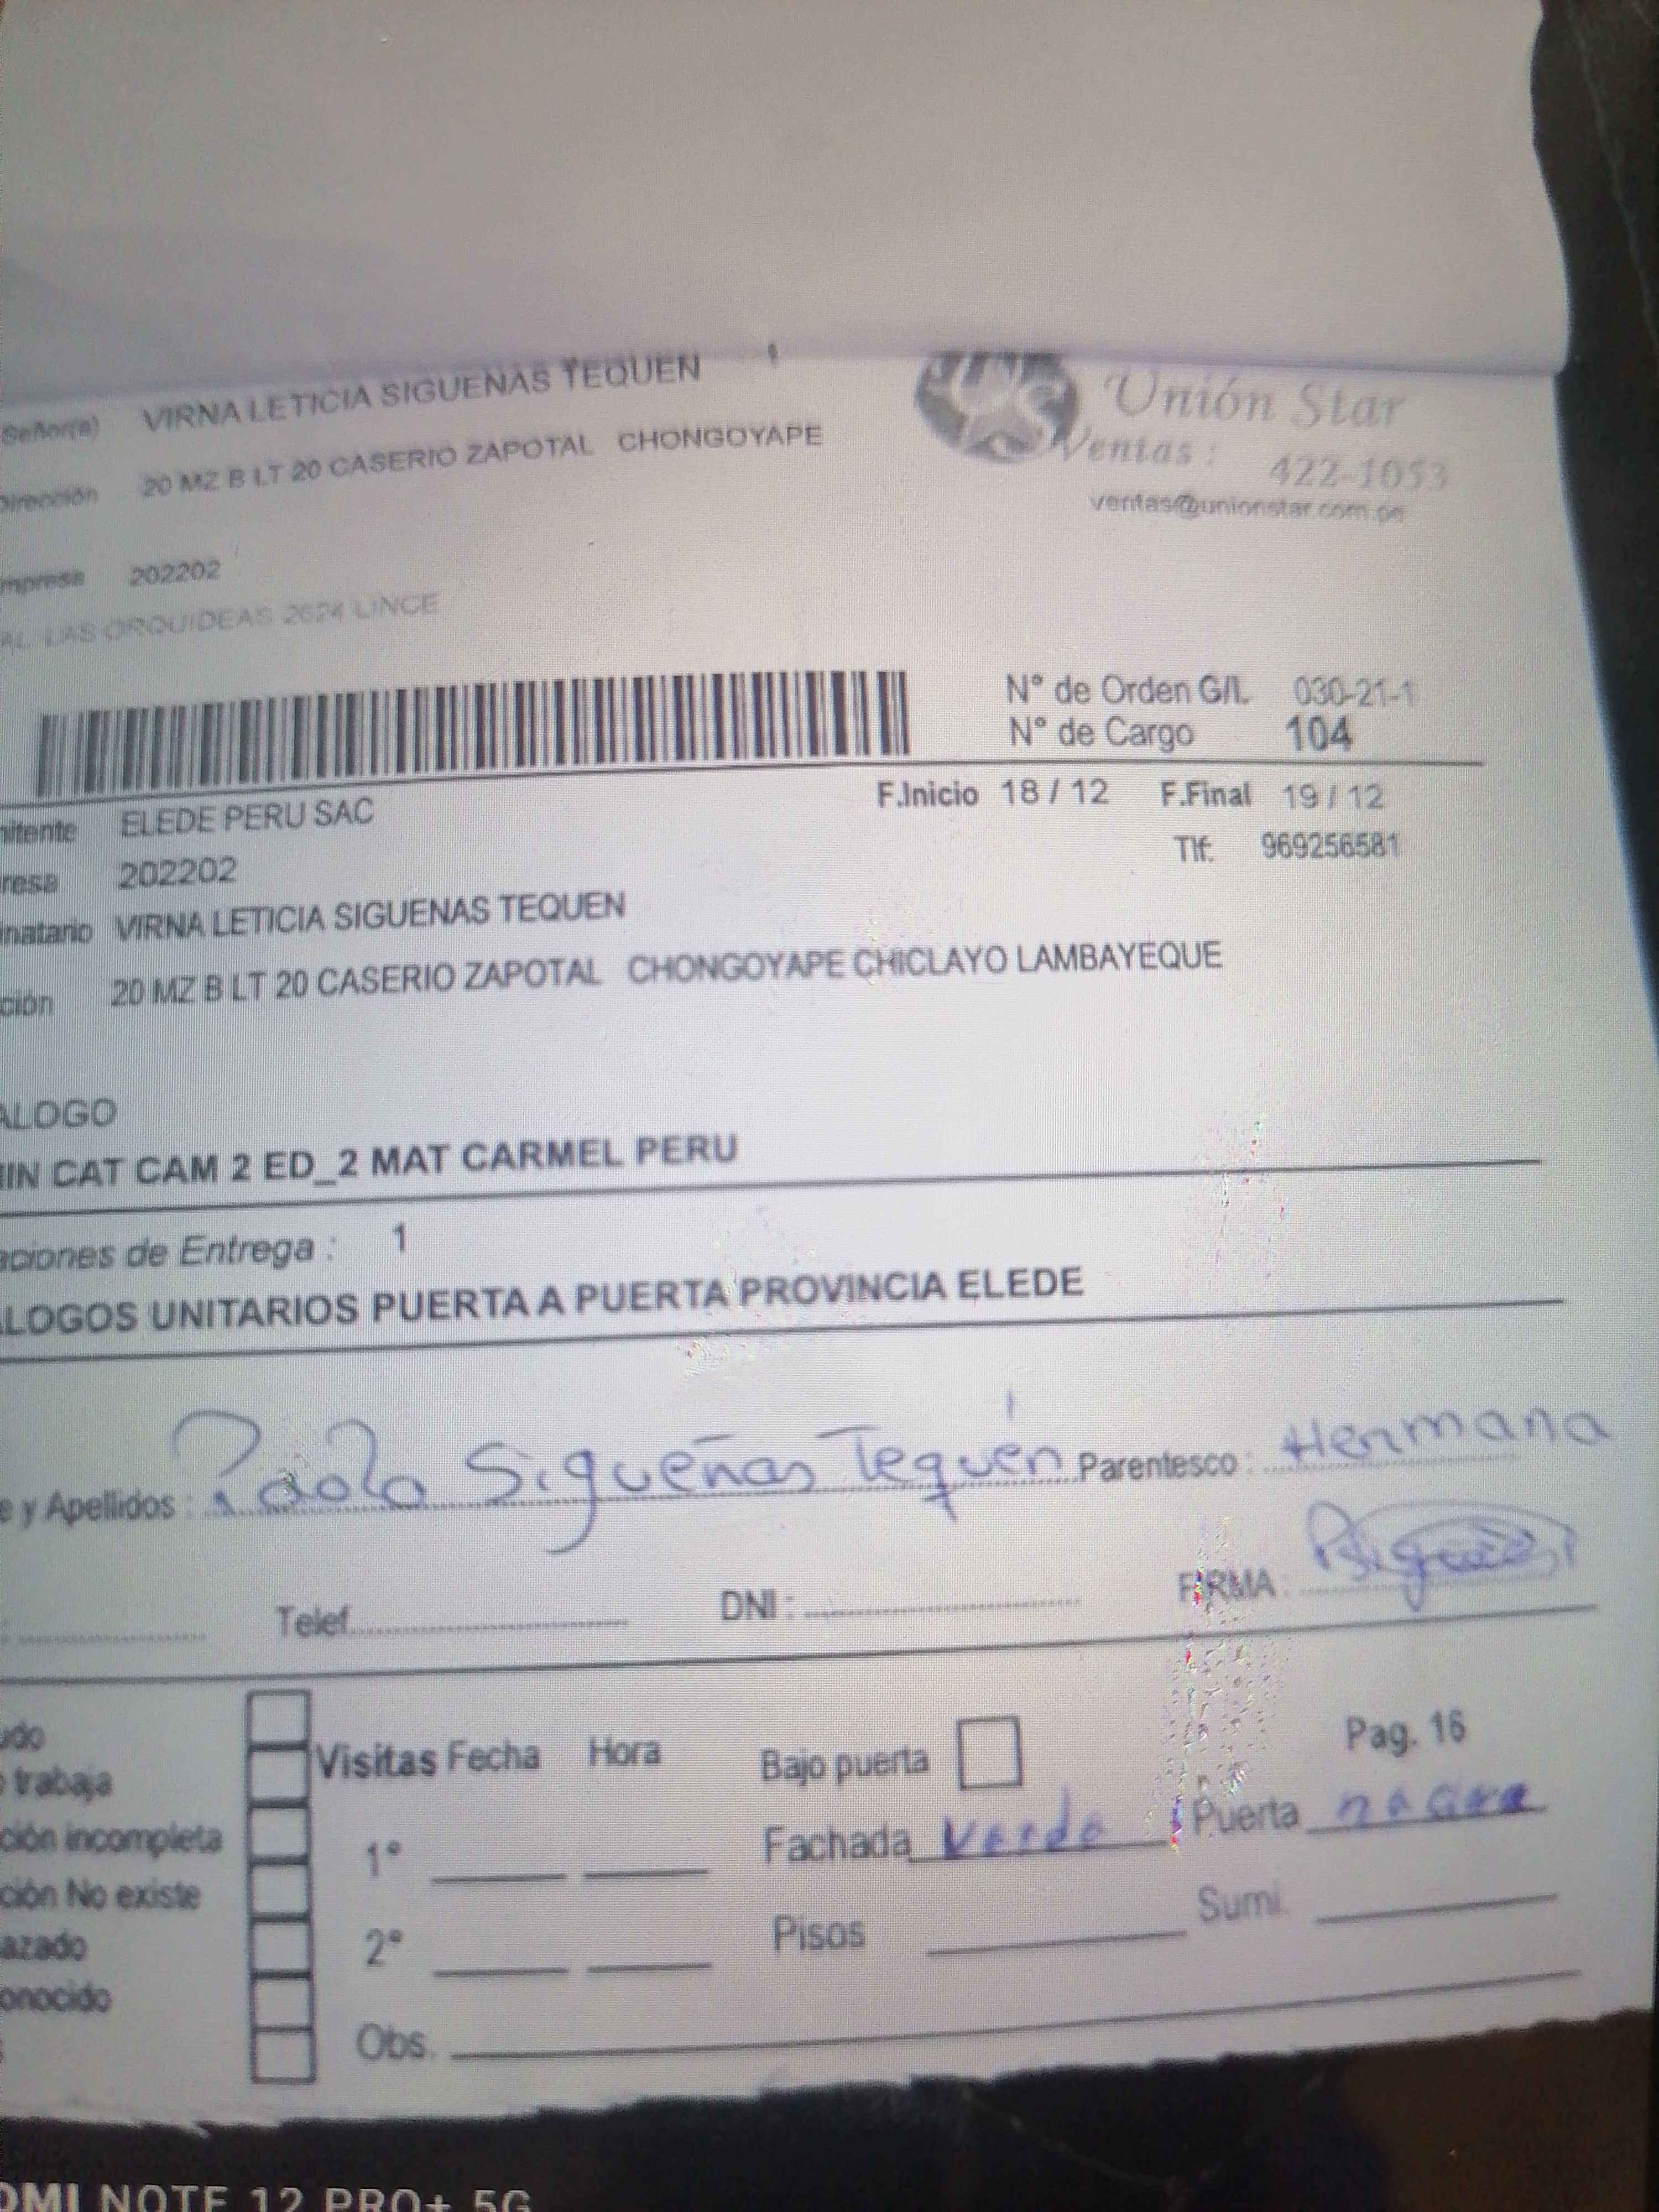 Señor(a) VIRNA LETICIA SIGUENAS TEQUEN
Unión Star
Dirección 20 MZ B LT 20 CASERIO ZAPOTAL CHONGOYAPE
Ventas : 422-1053
ventas@unionstar.com.pe
mpresa 202202
AL. LAS ORQUIDEAS 2624 LINCE
N° de Orden G/L. 030-21-1
N° de Cargo 104
F.Inicio 18 / 12 F.Final 19 / 12
nitente ELEDE PERU SAC
Tlf. 969256581
resa 202202
inatario VIRNA LETICIA SIGUENAS TEQUEN
ción 20 MZ B LT 20 CASERIO ZAPOTAL CHONGOYAPE CHICLAYO LAMBAYEQUE
ALOGO
IIN CAT CAM 2 ED_2 MAT CARMEL PERU
aciones de Entrega : 1
LOGOS UNITARIOS PUERTA A PUERTA PROVINCIA ELEDE
e y Apellidos : Paola Sigueñas Tequén Parentesco : Hermana
Telef. DNI : FIRMA :
udo
Visitas Fecha Hora Bajo puerta Pag. 16
trabaja
ción incompleta
1° Fachada Verde Puerta
ción No existe
azado
2° Pisos Sumi.
onocido
Obs.
OMI NOTE 12 PRO+ 5G